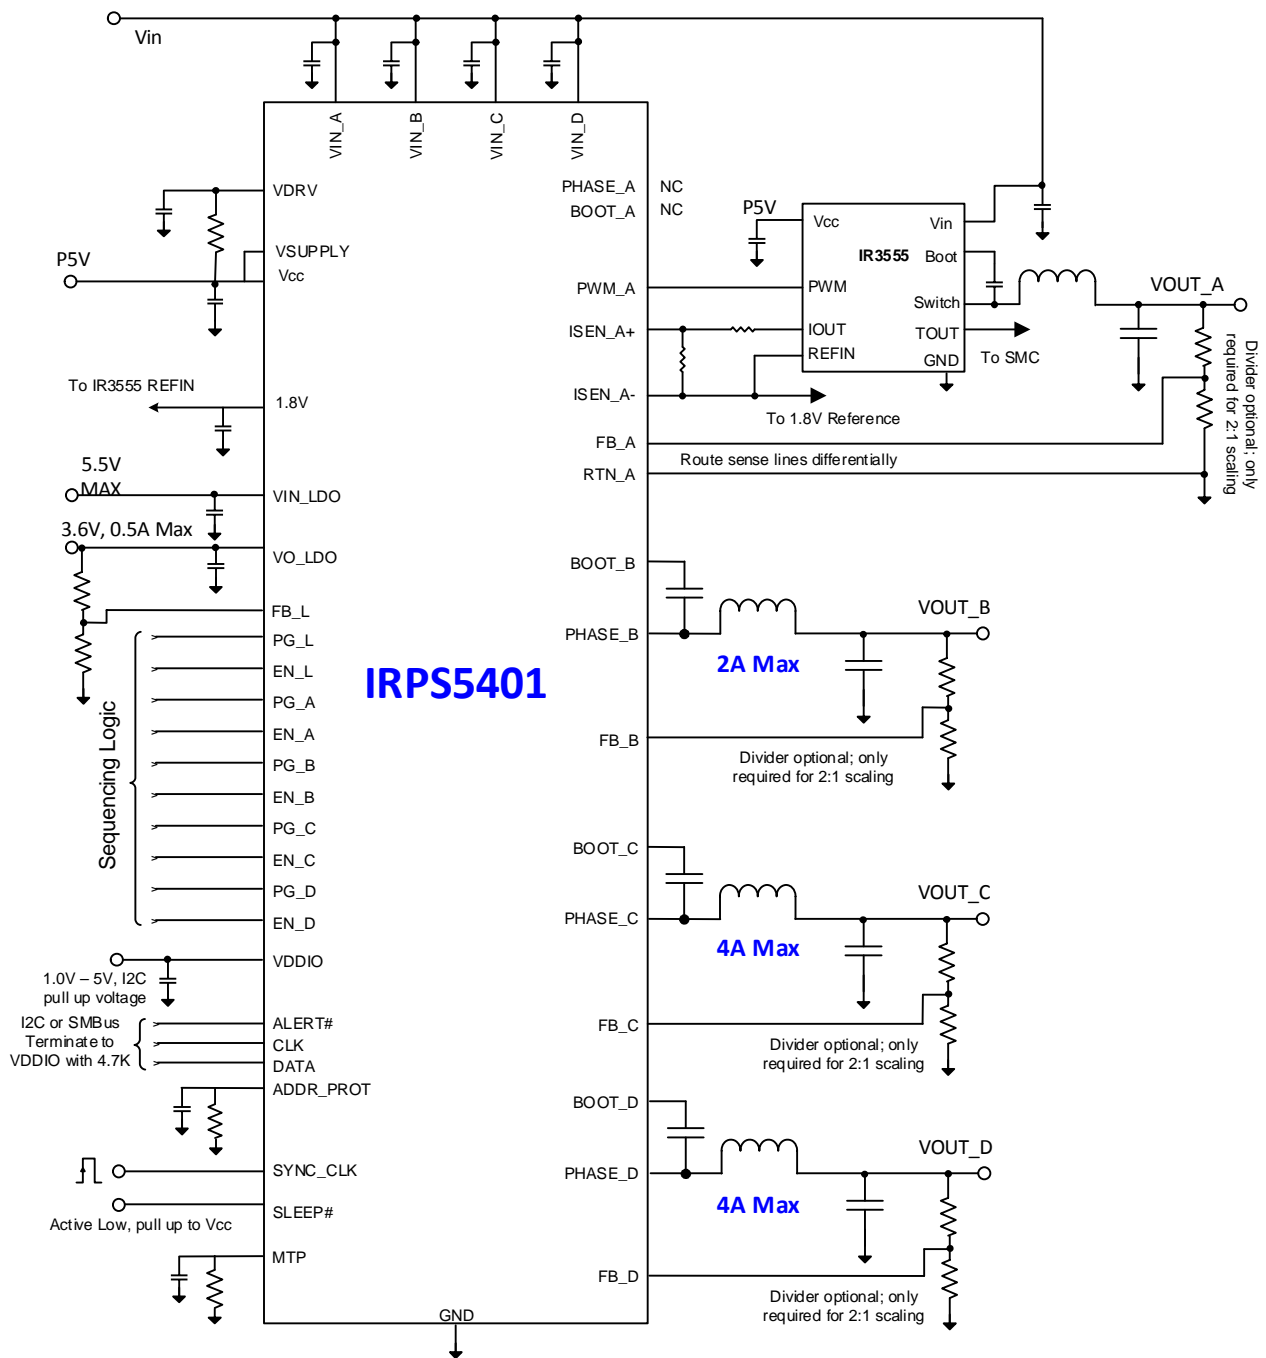 Vin
VIN_A
VIN_B
VIN_C
VIN_D
VDRV
VSUPPLY
P5V
Vcc
To IR3555 REFIN
1.8V
5.5V
MAX
VIN_LDO
3.6V, 0.5A Max
VO_LDO
FB_L
PG_L
EN_L
PG_A
EN_A
PG_B
EN_B
PG_C
EN_C
PG_D
EN_D
Sequencing Logic
VDDIO
1.0V – 5V, I2C
pull up voltage
I2C or SMBus
Terminate to
VDDIO with 4.7K
ALERT#
CLK
DATA
ADDR_PROT
SYNC_CLK
SLEEP#
Active Low, pull up to Vcc
MTP
GND
IRPS5401
PHASE_A NC
BOOT_A NC
PWM_A
ISEN_A+
ISEN_A-
FB_A
RTN_A
P5V
Vcc
Vin
IR3555
Boot
PWM
Switch
IOUT
TOUT
REFIN
GND
To SMC
To 1.8V Reference
Route sense lines differentially
VOUT_A
Divider optional; only
required for 2:1 scaling
BOOT_B
PHASE_B
2A Max
VOUT_B
FB_B
Divider optional; only
required for 2:1 scaling
BOOT_C
PHASE_C
4A Max
VOUT_C
FB_C
Divider optional; only
required for 2:1 scaling
BOOT_D
PHASE_D
4A Max
VOUT_D
FB_D
Divider optional; only
required for 2:1 scaling